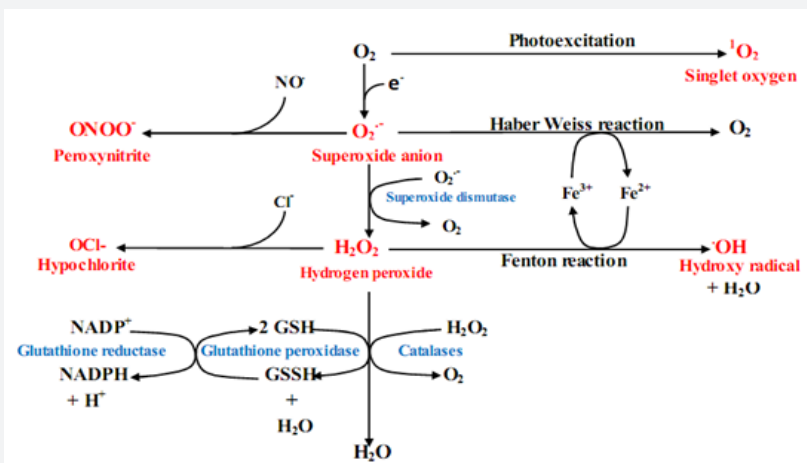 Photoexcitation
O₂
¹O₂
NO·
e⁻
Singlet oxygen
ONOO⁻
O₂·⁻
Haber Weiss reaction
O₂
Peroxynitrite
Superoxide anion
O₂·⁻
Superoxide dismutase
Fe³⁺
Fe²⁺
Cl⁻
O₂
OCl-
H₂O₂
·OH
Hypochlorite
Hydrogen peroxide
Fenton reaction
Hydroxy radical
+ H₂O
NADP⁺
2 GSH
H₂O₂
Glutathione reductase
Glutathione peroxidase
Catalases
NADPH
GSSH
O₂
+ H⁺
+
H₂O
H₂O